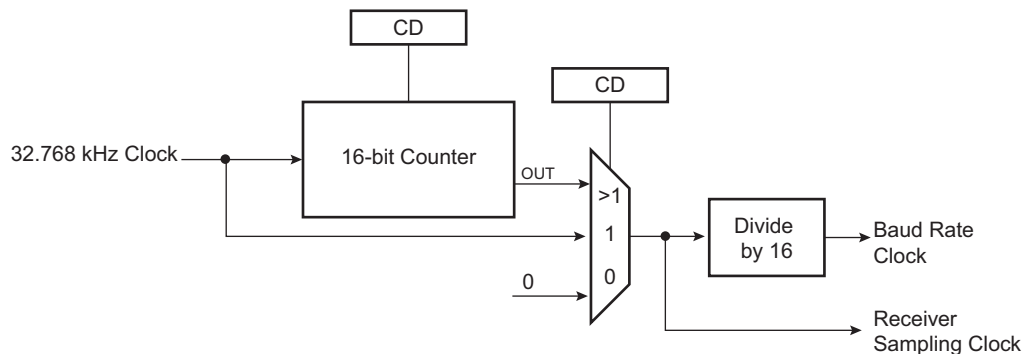 CD
CD
32.768 kHz Clock
16-bit Counter
OUT
>1
1
0
0
Divide
by 16
Baud Rate
Clock
Receiver
Sampling Clock